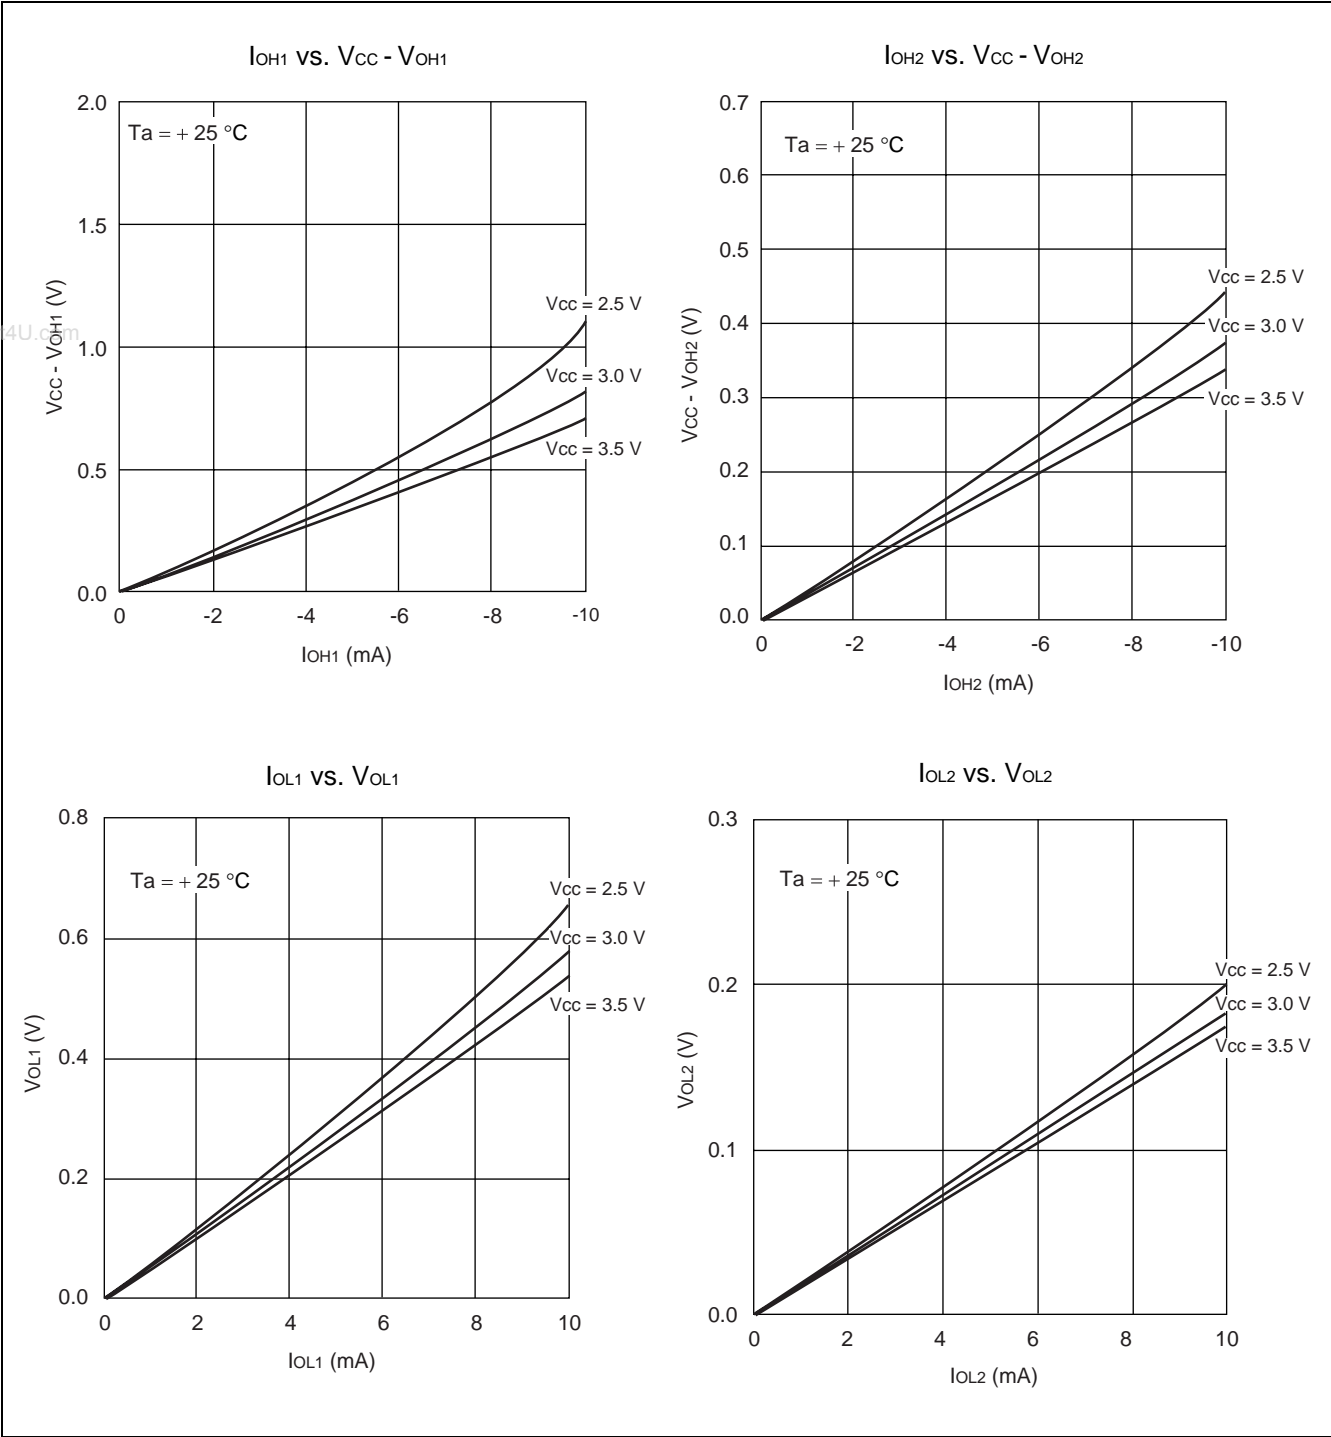 IOH1 vs. VCC - VOH1
2.0
Ta = + 25 °C
1.5
1.0
0.5
0.0
VCC - VOH1 (V)
Vcc = 2.5 V
Vcc = 3.0 V
Vcc = 3.5 V
0 -2 -4 -6 -8 -10
IOH1 (mA)
IOH2 vs. VCC - VOH2
0.7
Ta = + 25 °C
0.6
0.5
0.4
0.3
0.2
0.1
0.0
VCC - VOH2 (V)
Vcc = 2.5 V
Vcc = 3.0 V
Vcc = 3.5 V
0 -2 -4 -6 -8 -10
IOH2 (mA)
IOL1 vs. VOL1
0.8
Ta = + 25 °C
0.6
0.4
0.2
0.0
VOL1 (V)
Vcc = 2.5 V
Vcc = 3.0 V
Vcc = 3.5 V
0 2 4 6 8 10
IOL1 (mA)
IOL2 vs. VOL2
0.3
Ta = + 25 °C
0.2
0.1
0.0
VOL2 (V)
Vcc = 2.5 V
Vcc = 3.0 V
Vcc = 3.5 V
0 2 4 6 8 10
IOL2 (mA)